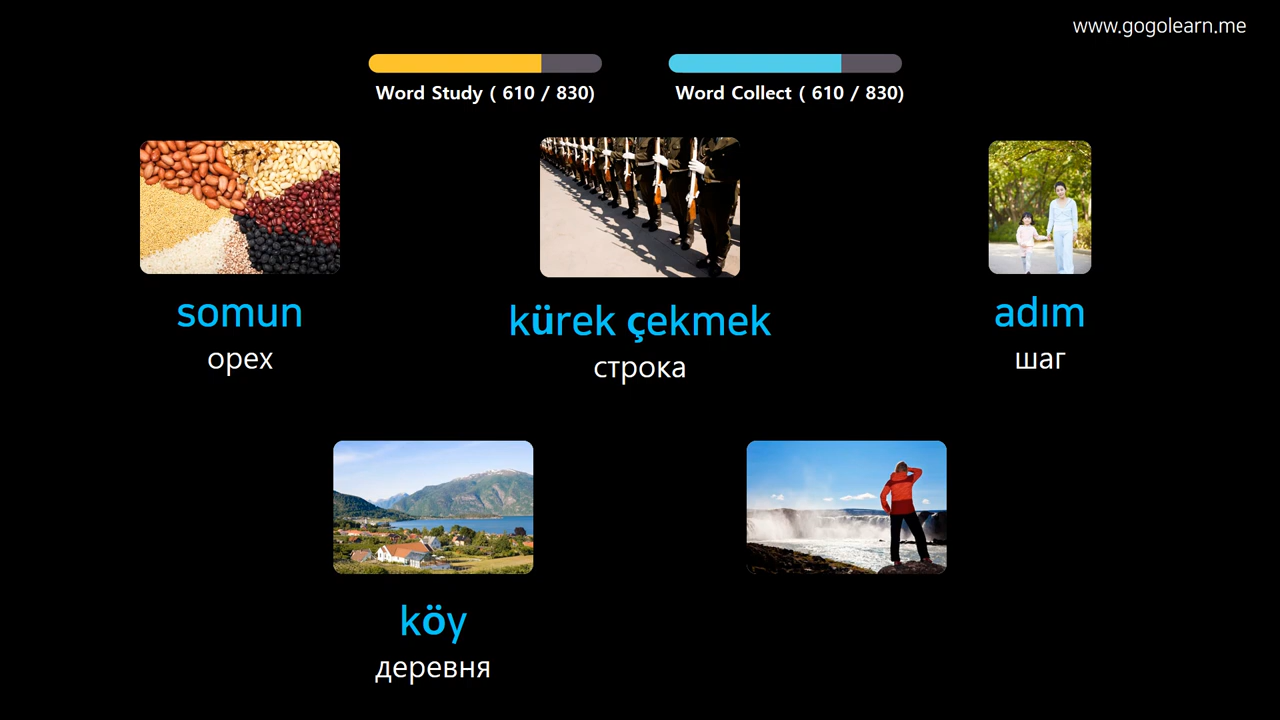 www.gogolearn.me
Word Study ( 610 / 830)
Word Collect ( 610 / 830)
somun
орех
kürek çekmek
строка
adım
шаг
köy
деревня